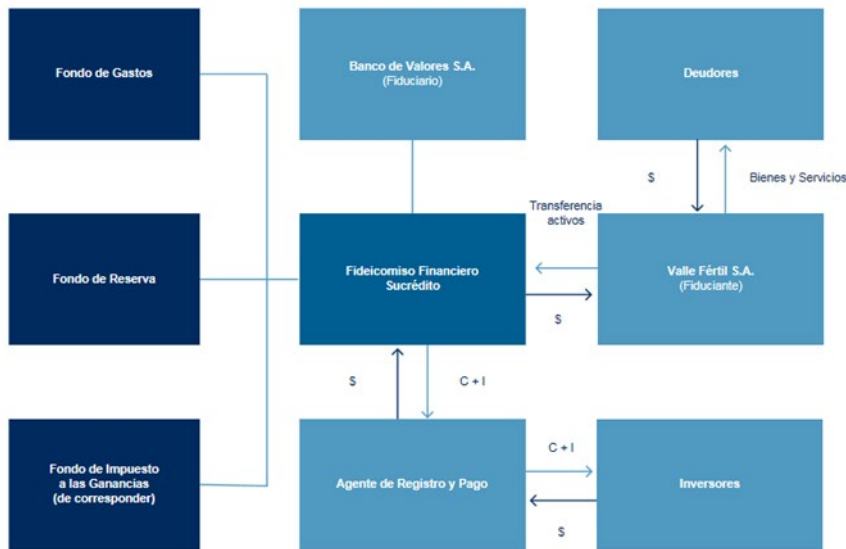 Fondo de Gastos
Banco de Valores S.A.
(Fiduciario)
Deudores
$
Bienes y Servicios
Transferencia
activos
Fondo de Reserva
Fideicomiso Financiero
Sucrédito
Valle Fértil S.A.
(Fiduciante)
$
$
C + I
Fondo de Impuesto
a las Ganancias
(de corresponder)
Agente de Registro y Pago
C + I
Inversores
$